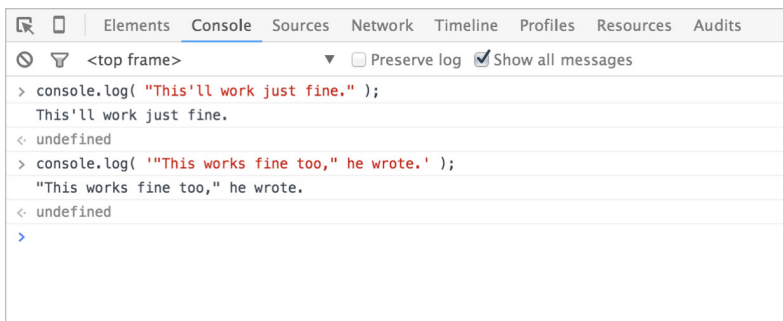 Elements Console Sources Network Timeline Profiles Resources Audits
<top frame> ▼ Preserve log Show all messages
> console.log( "This'll work just fine." );
This'll work just fine.
undefined
> console.log( '"This works fine too," he wrote.' );
"This works fine too," he wrote.
undefined
>